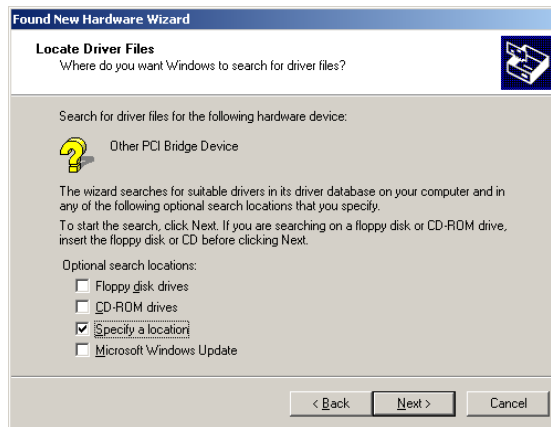 Found New Hardware Wizard
Locate Driver Files
Where do you want Windows to search for driver files?
Search for driver files for the following hardware device:
Other PCI Bridge Device
The wizard searches for suitable drivers in its driver database on your computer and in
any of the following optional search locations that you specify.
To start the search, click Next. If you are searching on a floppy disk or CD-ROM drive,
insert the floppy disk or CD before clicking Next.
Optional search locations:
Floppy disk drives
CD-ROM drives
Specify a location
Microsoft Windows Update
< Back Next > Cancel